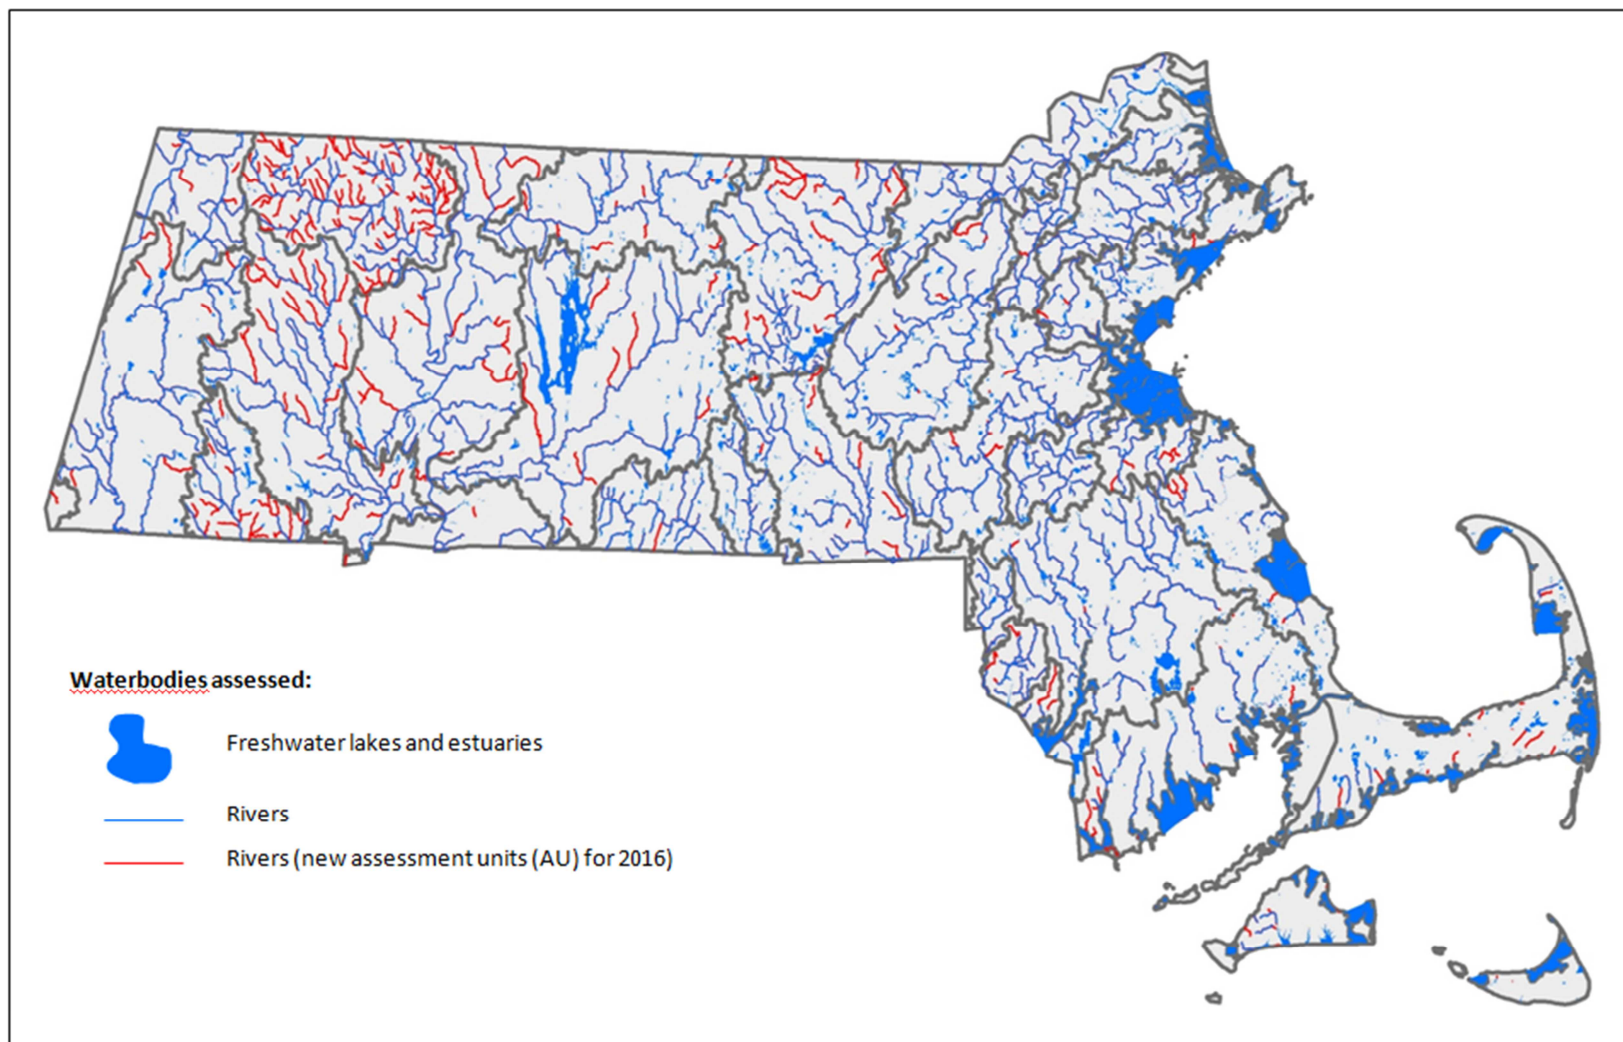 Waterbodies assessed:
Freshwater lakes and estuaries
Rivers
Rivers (new assessment units (AU) for 2016)